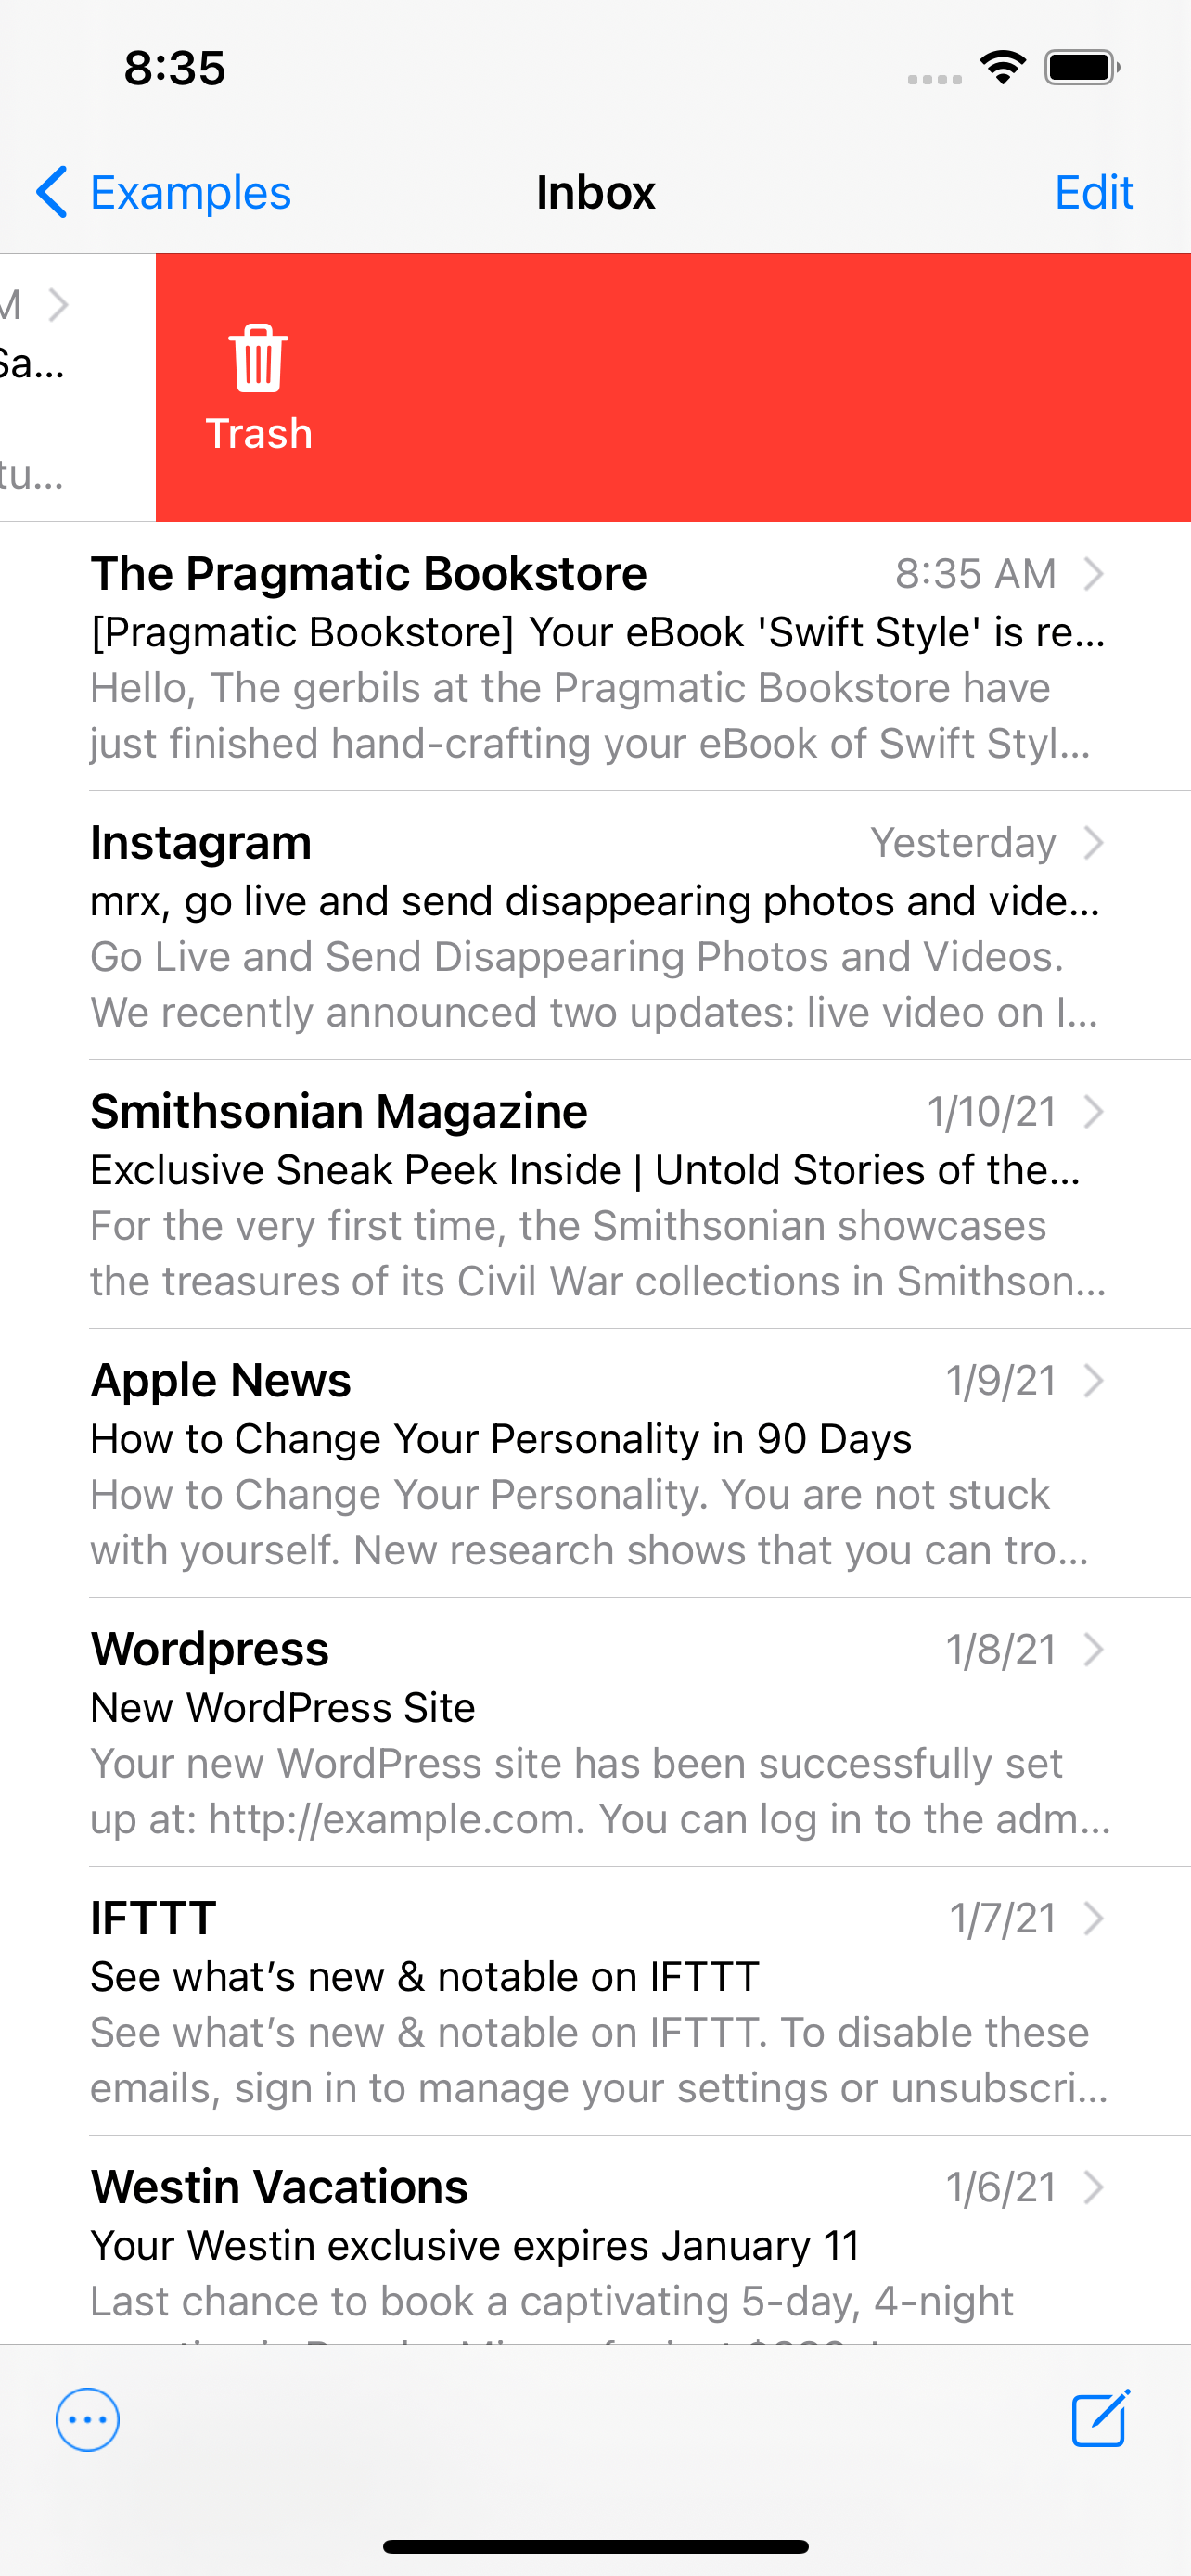 8:35
Examples
Inbox
Edit
Sa...
tu...
Trash
The Pragmatic Bookstore 8:35 AM
[Pragmatic Bookstore] Your eBook 'Swift Style' is re...
Hello, The gerbils at the Pragmatic Bookstore have
just finished hand-crafting your eBook of Swift Styl...
Instagram Yesterday
mrx, go live and send disappearing photos and vide...
Go Live and Send Disappearing Photos and Videos.
We recently announced two updates: live video on I...
Smithsonian Magazine 1/10/21
Exclusive Sneak Peek Inside | Untold Stories of the...
For the very first time, the Smithsonian showcases
the treasures of its Civil War collections in Smithson...
Apple News 1/9/21
How to Change Your Personality in 90 Days
How to Change Your Personality. You are not stuck
with yourself. New research shows that you can tro...
Wordpress 1/8/21
New WordPress Site
Your new WordPress site has been successfully set
up at: http://example.com. You can log in to the adm...
IFTTT 1/7/21
See what’s new & notable on IFTTT
See what’s new & notable on IFTTT. To disable these
emails, sign in to manage your settings or unsubscri...
Westin Vacations 1/6/21
Your Westin exclusive expires January 11
Last chance to book a captivating 5-day, 4-night